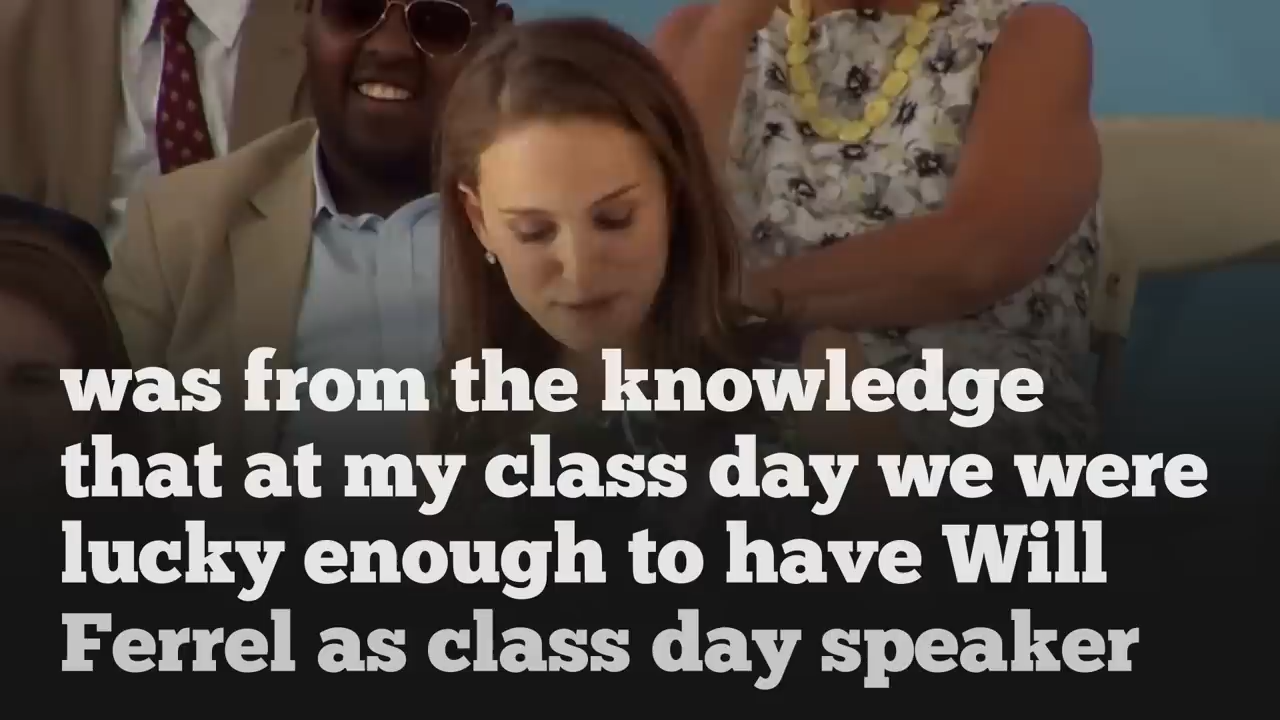 was from the knowledge
that at my class day we were
lucky enough to have Will
Ferrel as class day speaker